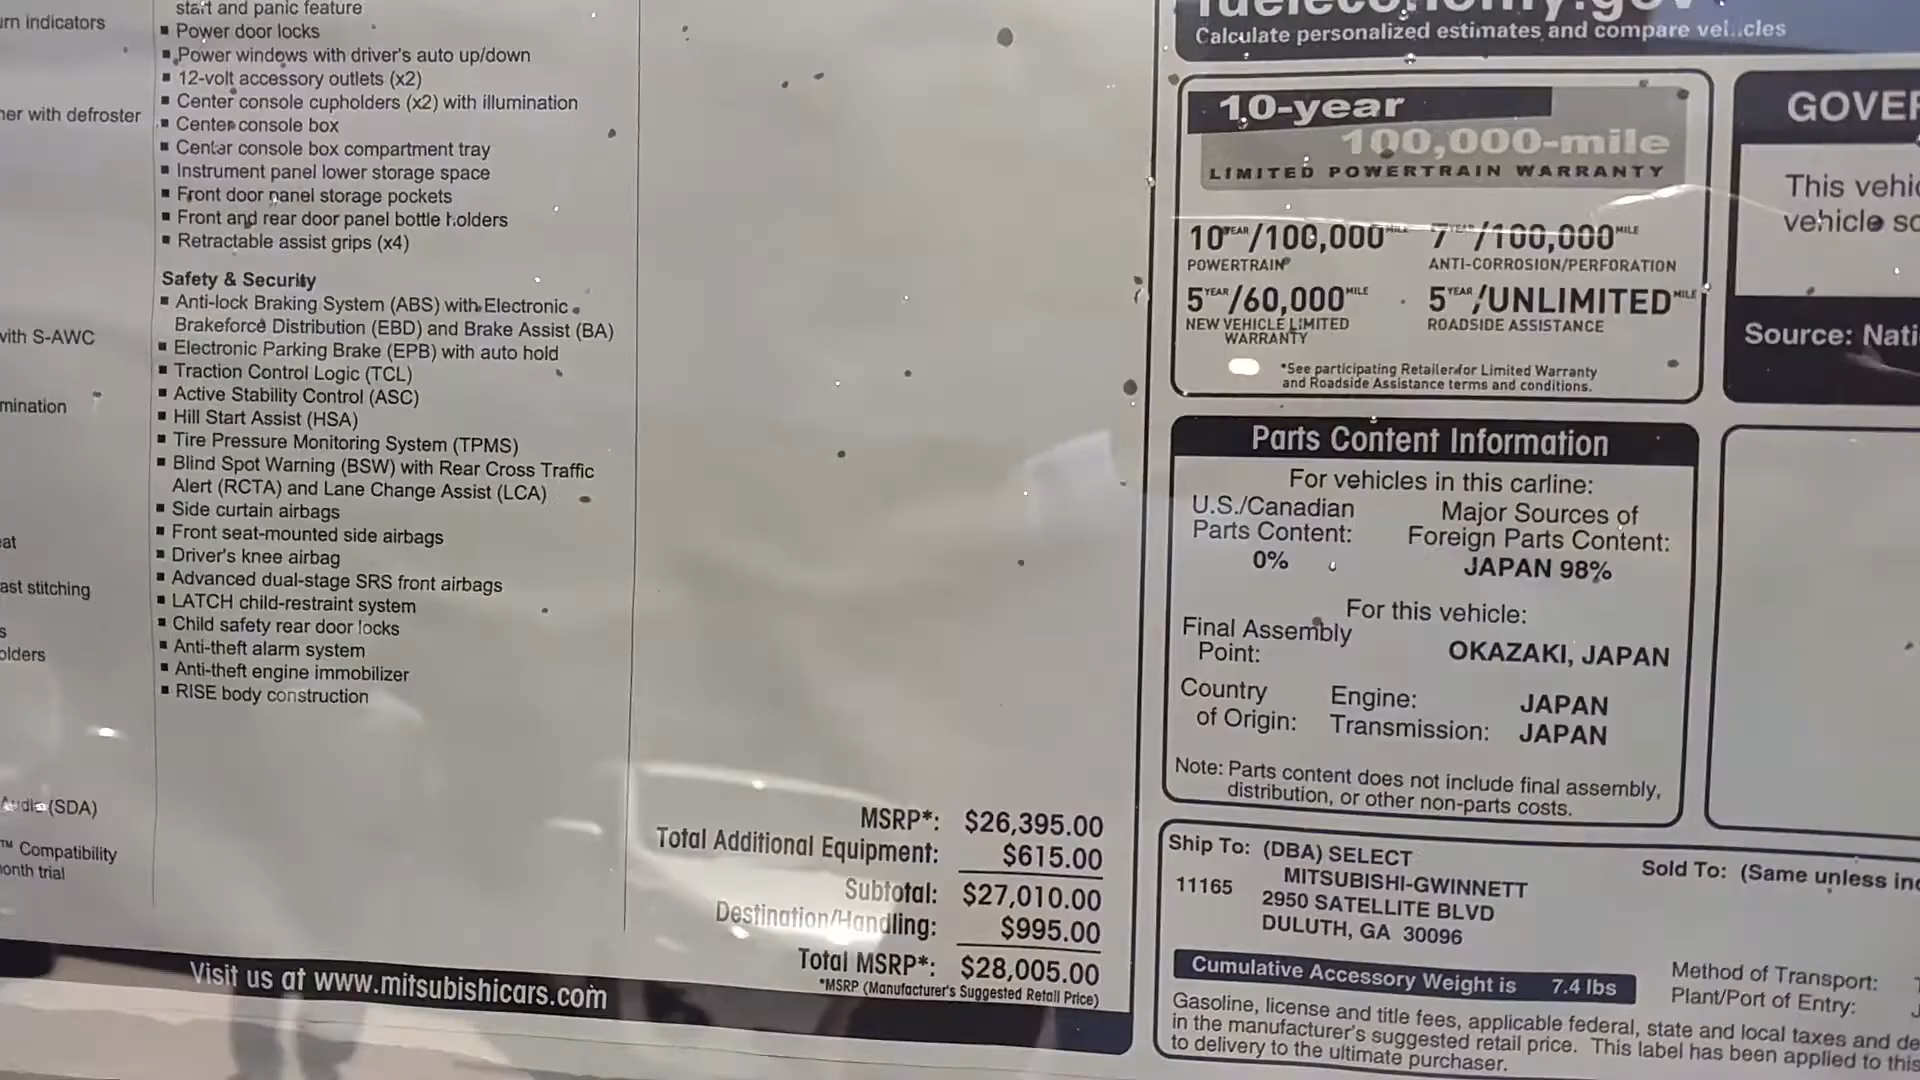 urn indicators
ner with defroster
with S-AWC
mination
eat
ast stitching
s
olders
Audio (SDA)
™ Compatibility
onth trial
start and panic feature
▪ Power door locks
▪ Power windows with driver's auto up/down
▪ 12-volt accessory outlets (x2)
▪ Center console cupholders (x2) with illumination
▪ Center console box
▪ Center console box compartment tray
▪ Instrument panel lower storage space
▪ Front door panel storage pockets
▪ Front and rear door panel bottle holders
▪ Retractable assist grips (x4)
Safety & Security
▪ Anti-lock Braking System (ABS) with Electronic
Brakeforce Distribution (EBD) and Brake Assist (BA)
▪ Electronic Parking Brake (EPB) with auto hold
▪ Traction Control Logic (TCL)
▪ Active Stability Control (ASC)
▪ Hill Start Assist (HSA)
▪ Tire Pressure Monitoring System (TPMS)
▪ Blind Spot Warning (BSW) with Rear Cross Traffic
Alert (RCTA) and Lane Change Assist (LCA)
▪ Side curtain airbags
▪ Front seat-mounted side airbags
▪ Driver's knee airbag
▪ Advanced dual-stage SRS front airbags
▪ LATCH child-restraint system
▪ Child safety rear door locks
▪ Anti-theft alarm system
▪ Anti-theft engine immobilizer
▪ RISE body construction
MSRP*: $26,395.00
Total Additional Equipment: $615.00
Subtotal: $27,010.00
Destination/Handling: $995.00
Total MSRP*: $28,005.00
*MSRP (Manufacturer's Suggested Retail Price)
Visit us at www.mitsubishicars.com
fueleconomy.gov
Calculate personalized estimates and compare vehicles
10-year
100,000-mile
LIMITED POWERTRAIN WARRANTY
10 YEAR/100,000 MILE
POWERTRAIN
7 YEAR/100,000 MILE
ANTI-CORROSION/PERFORATION
5 YEAR/60,000 MILE
NEW VEHICLE LIMITED
WARRANTY
5 YEAR/UNLIMITED MILE
ROADSIDE ASSISTANCE
*See participating Retailer for Limited Warranty
and Roadside Assistance terms and conditions.
Parts Content Information
For vehicles in this carline:
U.S./Canadian
Parts Content:
0%
Major Sources of
Foreign Parts Content:
JAPAN 98%
For this vehicle:
Final Assembly
Point:
OKAZAKI, JAPAN
Country
of Origin:
Engine: JAPAN
Transmission: JAPAN
Note: Parts content does not include final assembly,
distribution, or other non-parts costs.
Ship To: (DBA) SELECT
MITSUBISHI-GWINNETT
11165
2950 SATELLITE BLVD
DULUTH, GA 30096
Sold To: (Same unless inc
Cumulative Accessory Weight is 7.4 lbs
Method of Transport:
Plant/Port of Entry:
Gasoline, license and title fees, applicable federal, state and local taxes and de
in the manufacturer's suggested retail price. This label has been applied to this
to delivery to the ultimate purchaser.
GOVER
This vehic
vehicle sc
Source: Nati